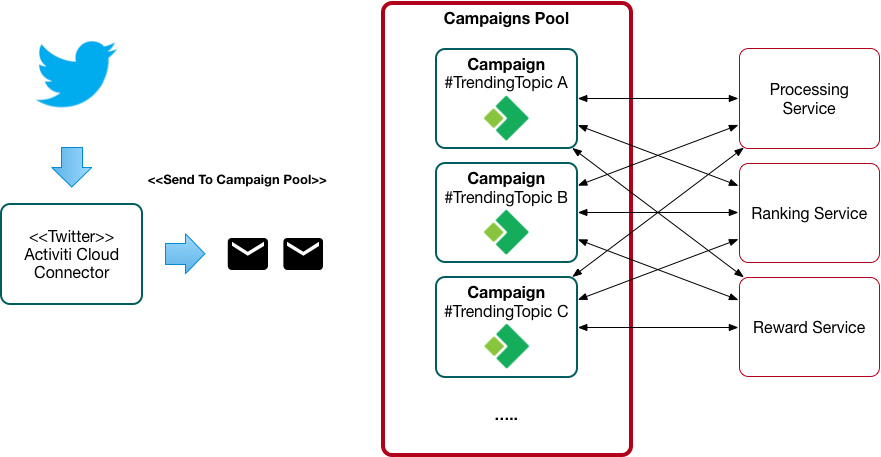 Campaigns Pool
Campaign
#TrendingTopic A
Processing
Service
<<Send To Campaign Pool>>
Campaign
#TrendingTopic B
Ranking Service
<<Twitter>>
Activiti Cloud
Connector
Campaign
#TrendingTopic C
Reward Service
.....